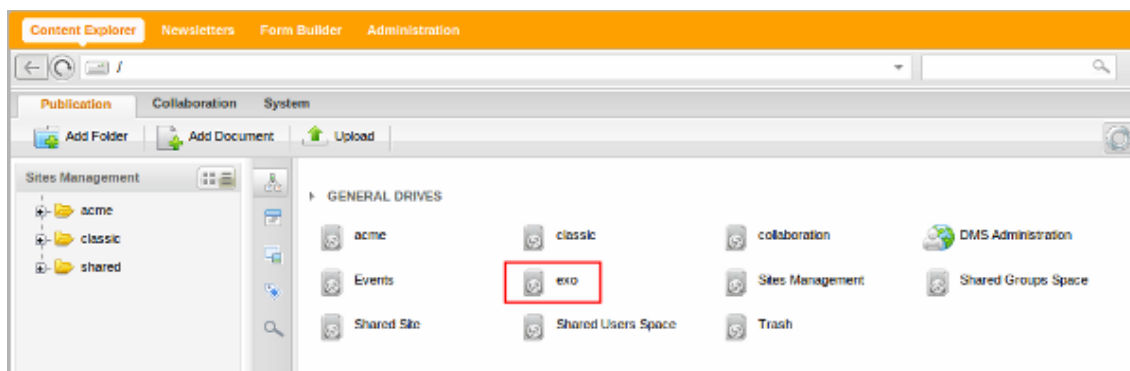 Content Explorer Newsletters Form Builder Administration
/
Publication Collaboration System
Add Folder Add Document Upload
Sites Management
acme
classic
shared
GENERAL DRIVES
acme classic collaboration DMS Administration
Events exo Sites Management Shared Groups Space
Shared Site Shared Users Space Trash